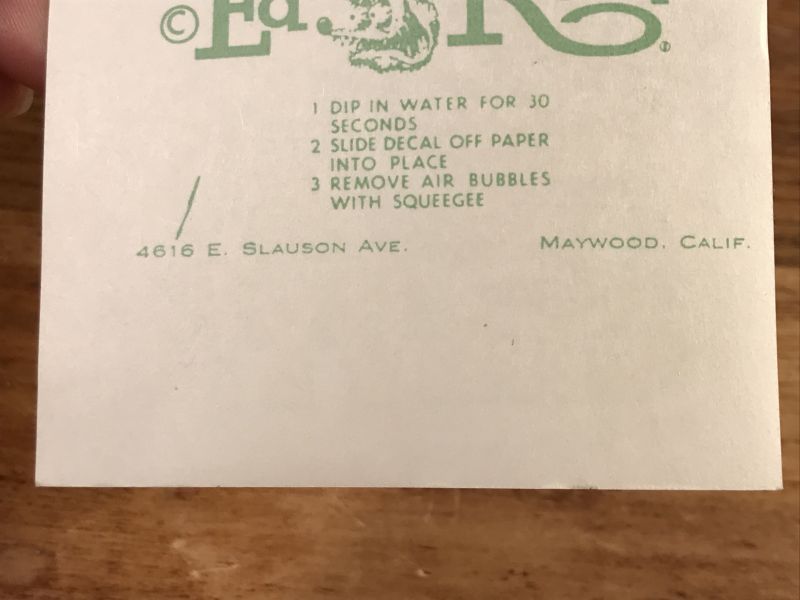 © Ed
1 DIP IN WATER FOR 30
SECONDS
2 SLIDE DECAL OFF PAPER
INTO PLACE
3 REMOVE AIR BUBBLES
WITH SQUEEGEE
4616 E. SLAUSON AVE. MAYWOOD, CALIF.